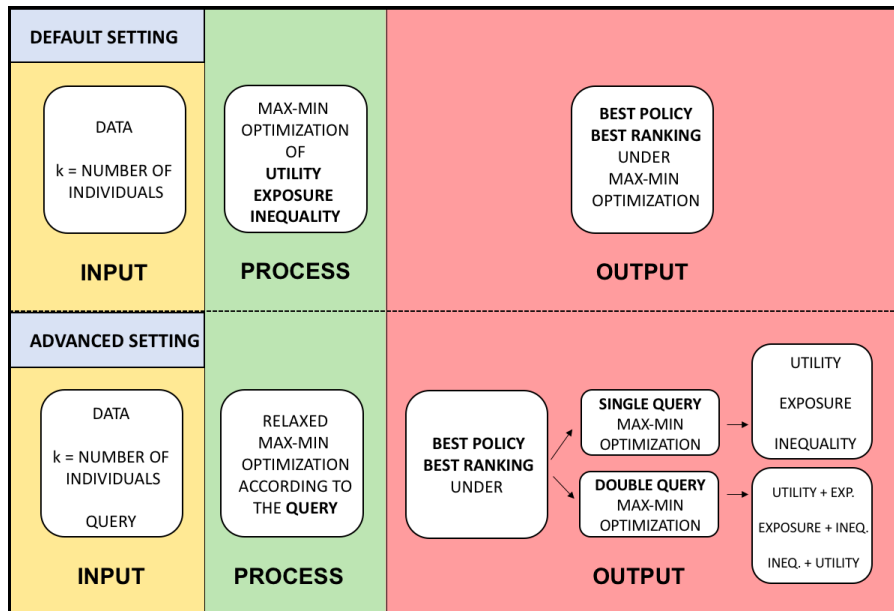 DEFAULT SETTING
DATA
k = NUMBER OF
INDIVIDUALS
INPUT
MAX-MIN
OPTIMIZATION
OF
UTILITY
EXPOSURE
INEQUALITY
PROCESS
BEST POLICY
BEST RANKING
UNDER
MAX-MIN
OPTIMIZATION
OUTPUT
ADVANCED SETTING
DATA
k = NUMBER OF
INDIVIDUALS
QUERY
INPUT
RELAXED
MAX-MIN
OPTIMIZATION
ACCORDING TO
THE QUERY
PROCESS
BEST POLICY
BEST RANKING
UNDER
SINGLE QUERY
MAX-MIN
OPTIMIZATION
UTILITY
EXPOSURE
INEQUALITY
DOUBLE QUERY
MAX-MIN
OPTIMIZATION
UTILITY + EXP.
EXPOSURE + INEQ.
INEQ. + UTILITY
OUTPUT